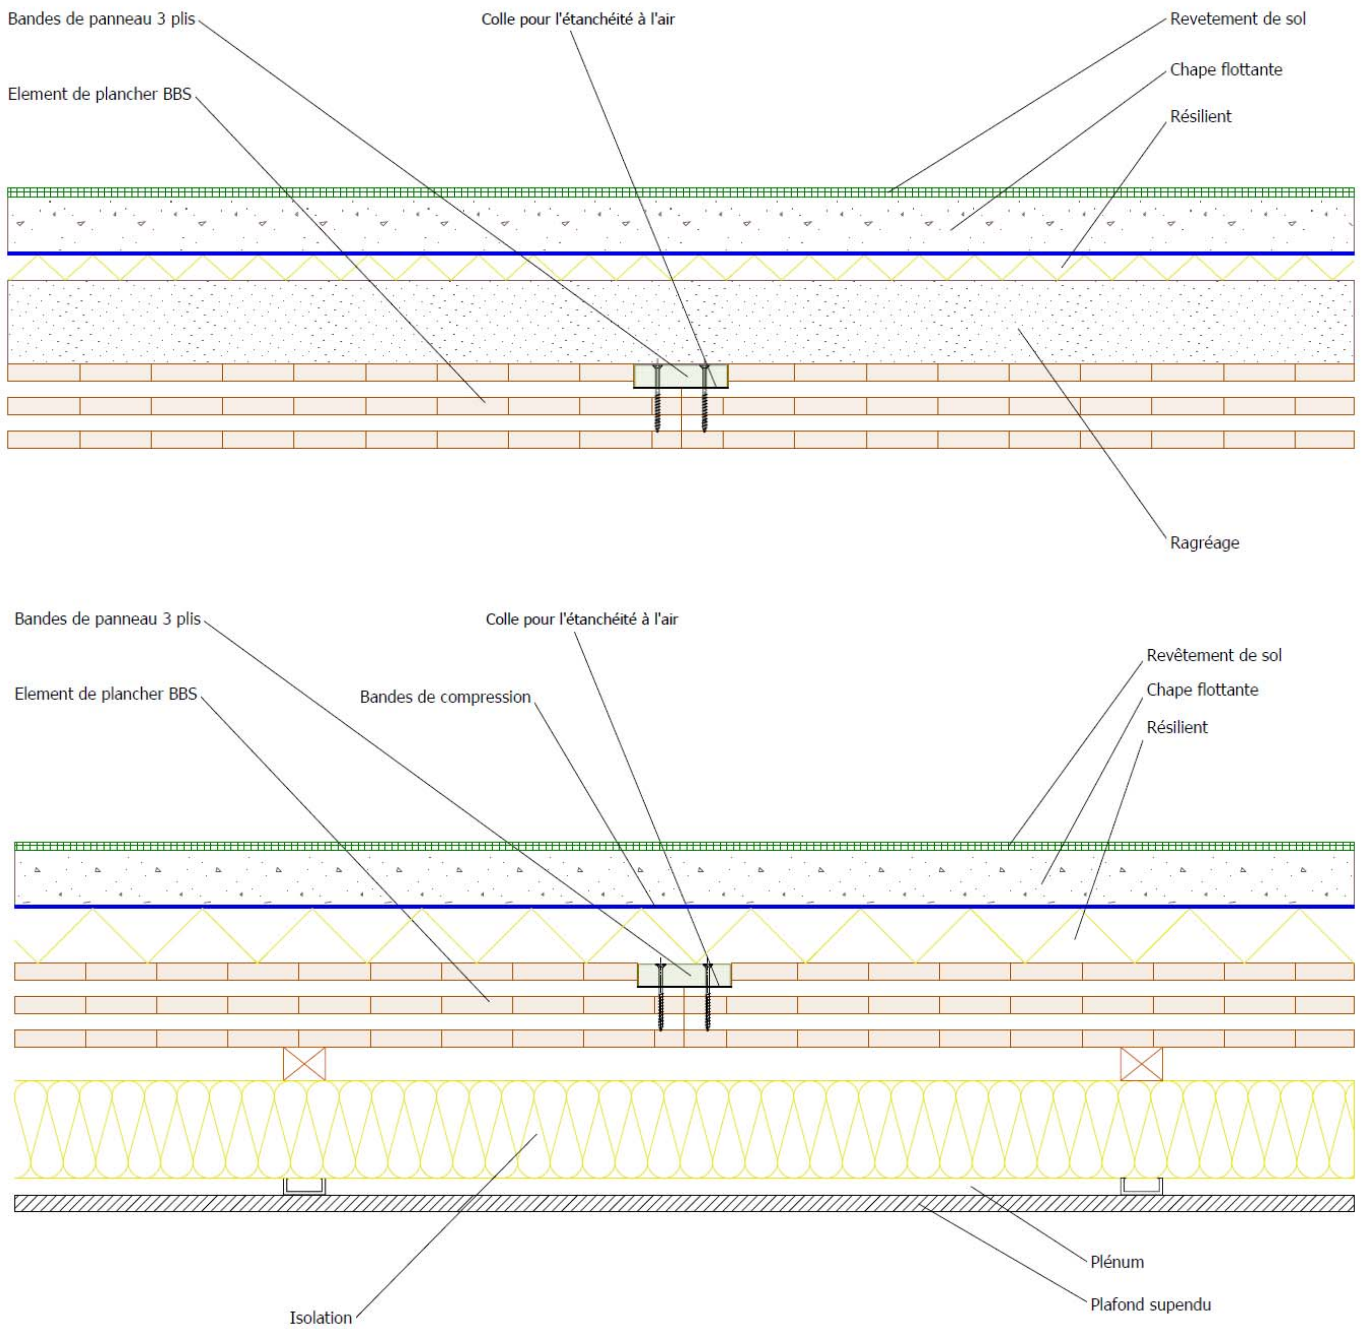 Bandes de panneau 3 plis
Colle pour l'étanchéité à l'air
Revetement de sol
Chape flottante
Element de plancher BBS
Résilient
Ragréage
Bandes de panneau 3 plis
Colle pour l'étanchéité à l'air
Revêtement de sol
Element de plancher BBS
Bandes de compression
Chape flottante
Résilient
Plénum
Plafond supendu
Isolation